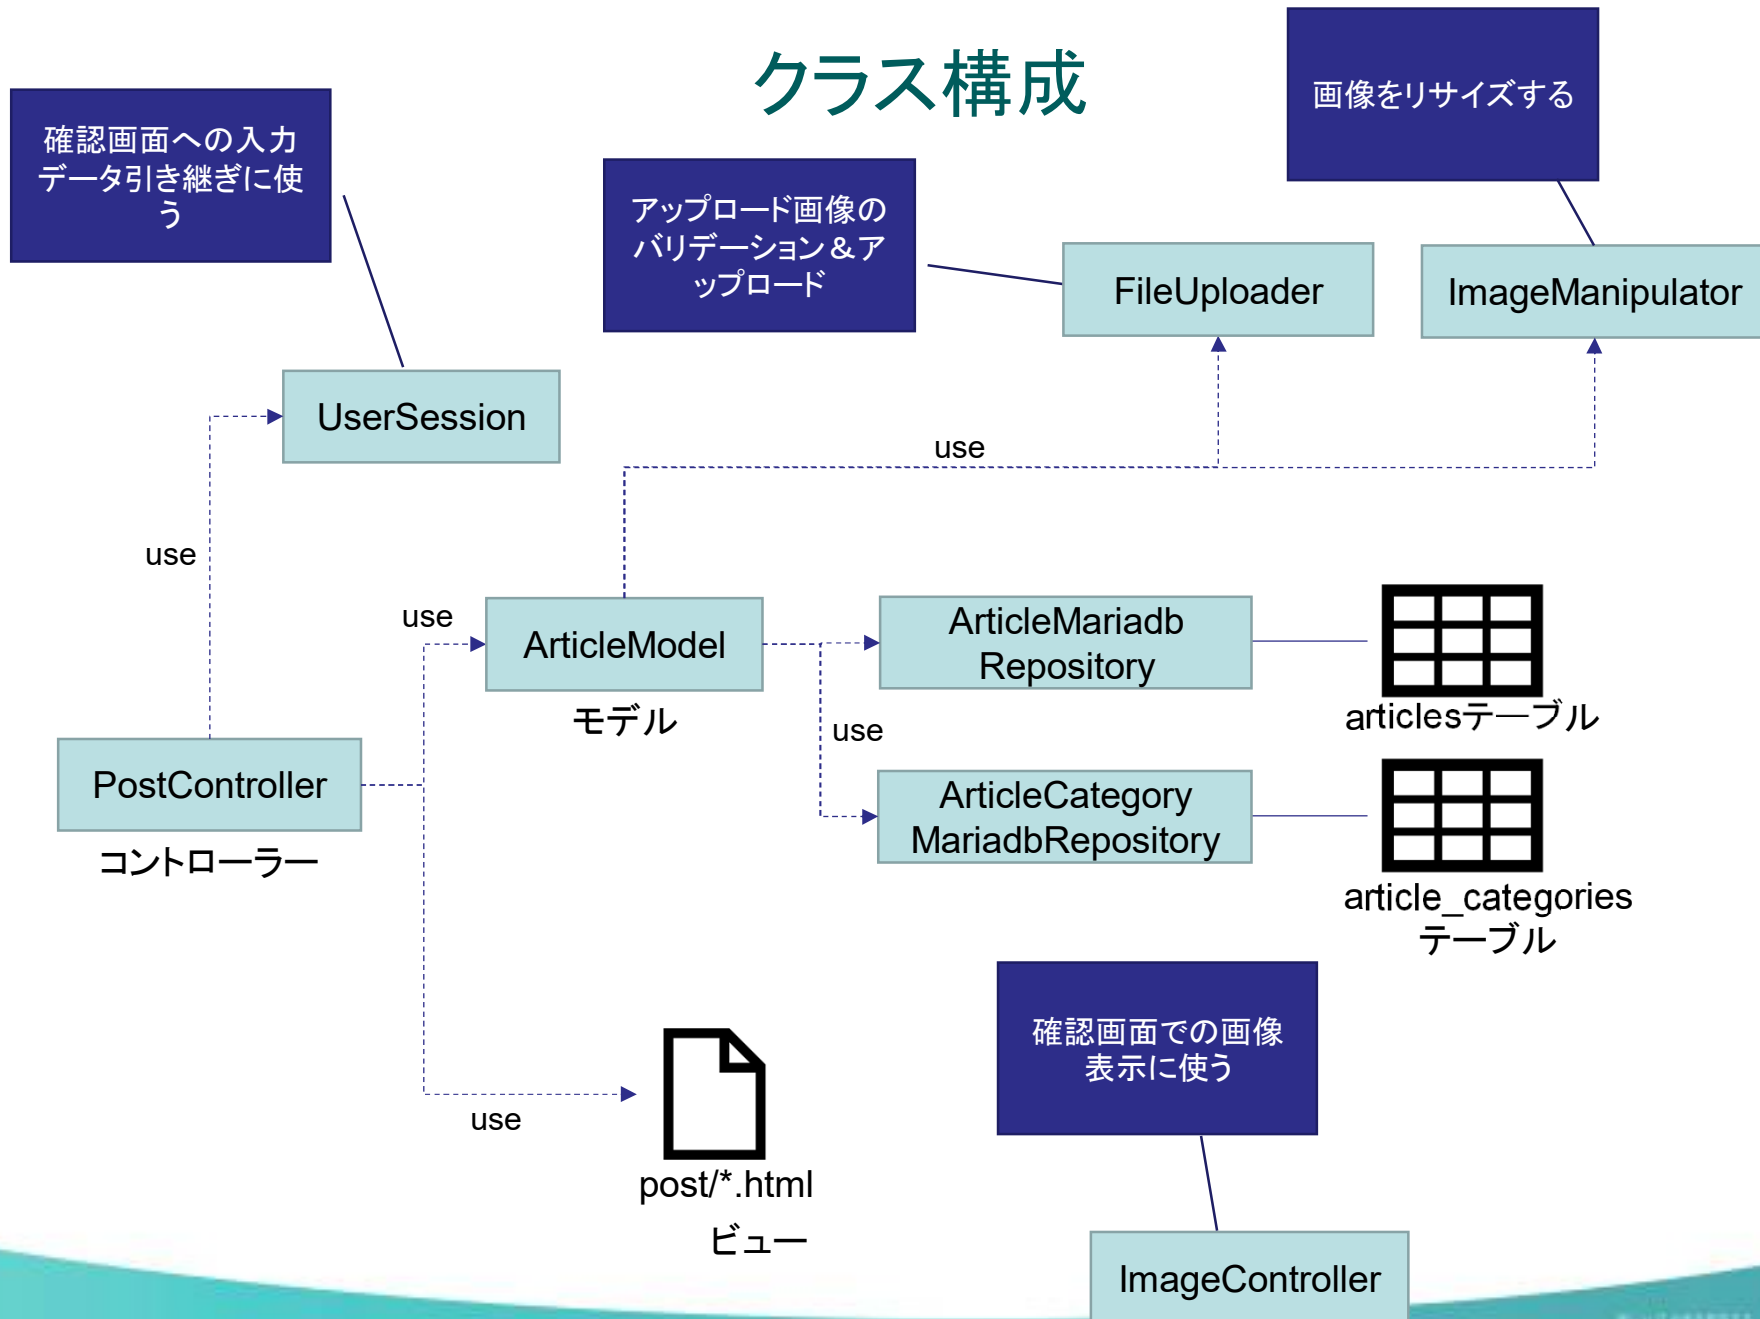 クラス構成
画像をリサイズする
確認画面への入力
データ引き継ぎに使
う
アップロード画像の
バリデーション＆ア
ップロード
FileUploader
ImageManipulator
UserSession
use
use
use
ArticleModel
モデル
ArticleMariadb
Repository
articlesテーブル
use
PostController
コントローラー
ArticleCategory
MariadbRepository
article_categories
テーブル
確認画面での画像
表示に使う
use
post/*.html
ビュー
ImageController